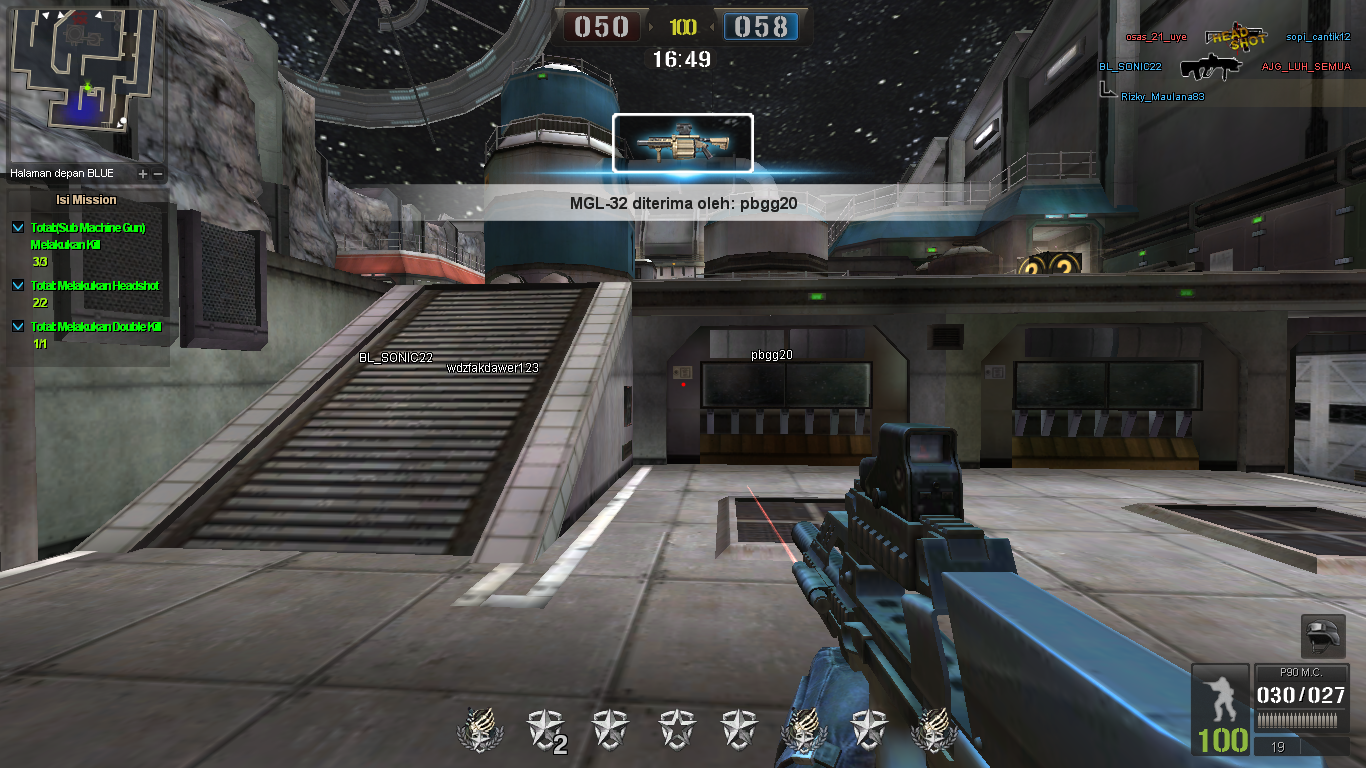 050 100 058
16:49
osas_21_uye HEAD SHOT sopi_cantik12
BL_SONIC22 AJG_LUH_SEMUA
Rizky_Maulana83
Halaman depan BLUE + −
Isi Mission
Total:(Sub Machine Gun)
Melakukan Kill
3/3
Total: Melakukan Headshot
2/2
Total: Melakukan Double Kill
1/1
MGL-32 diterima oleh: pbgg20
BL_SONIC22
wdzfakdawer123
pbgg20
2
P90 M.C.
030/027
100
19